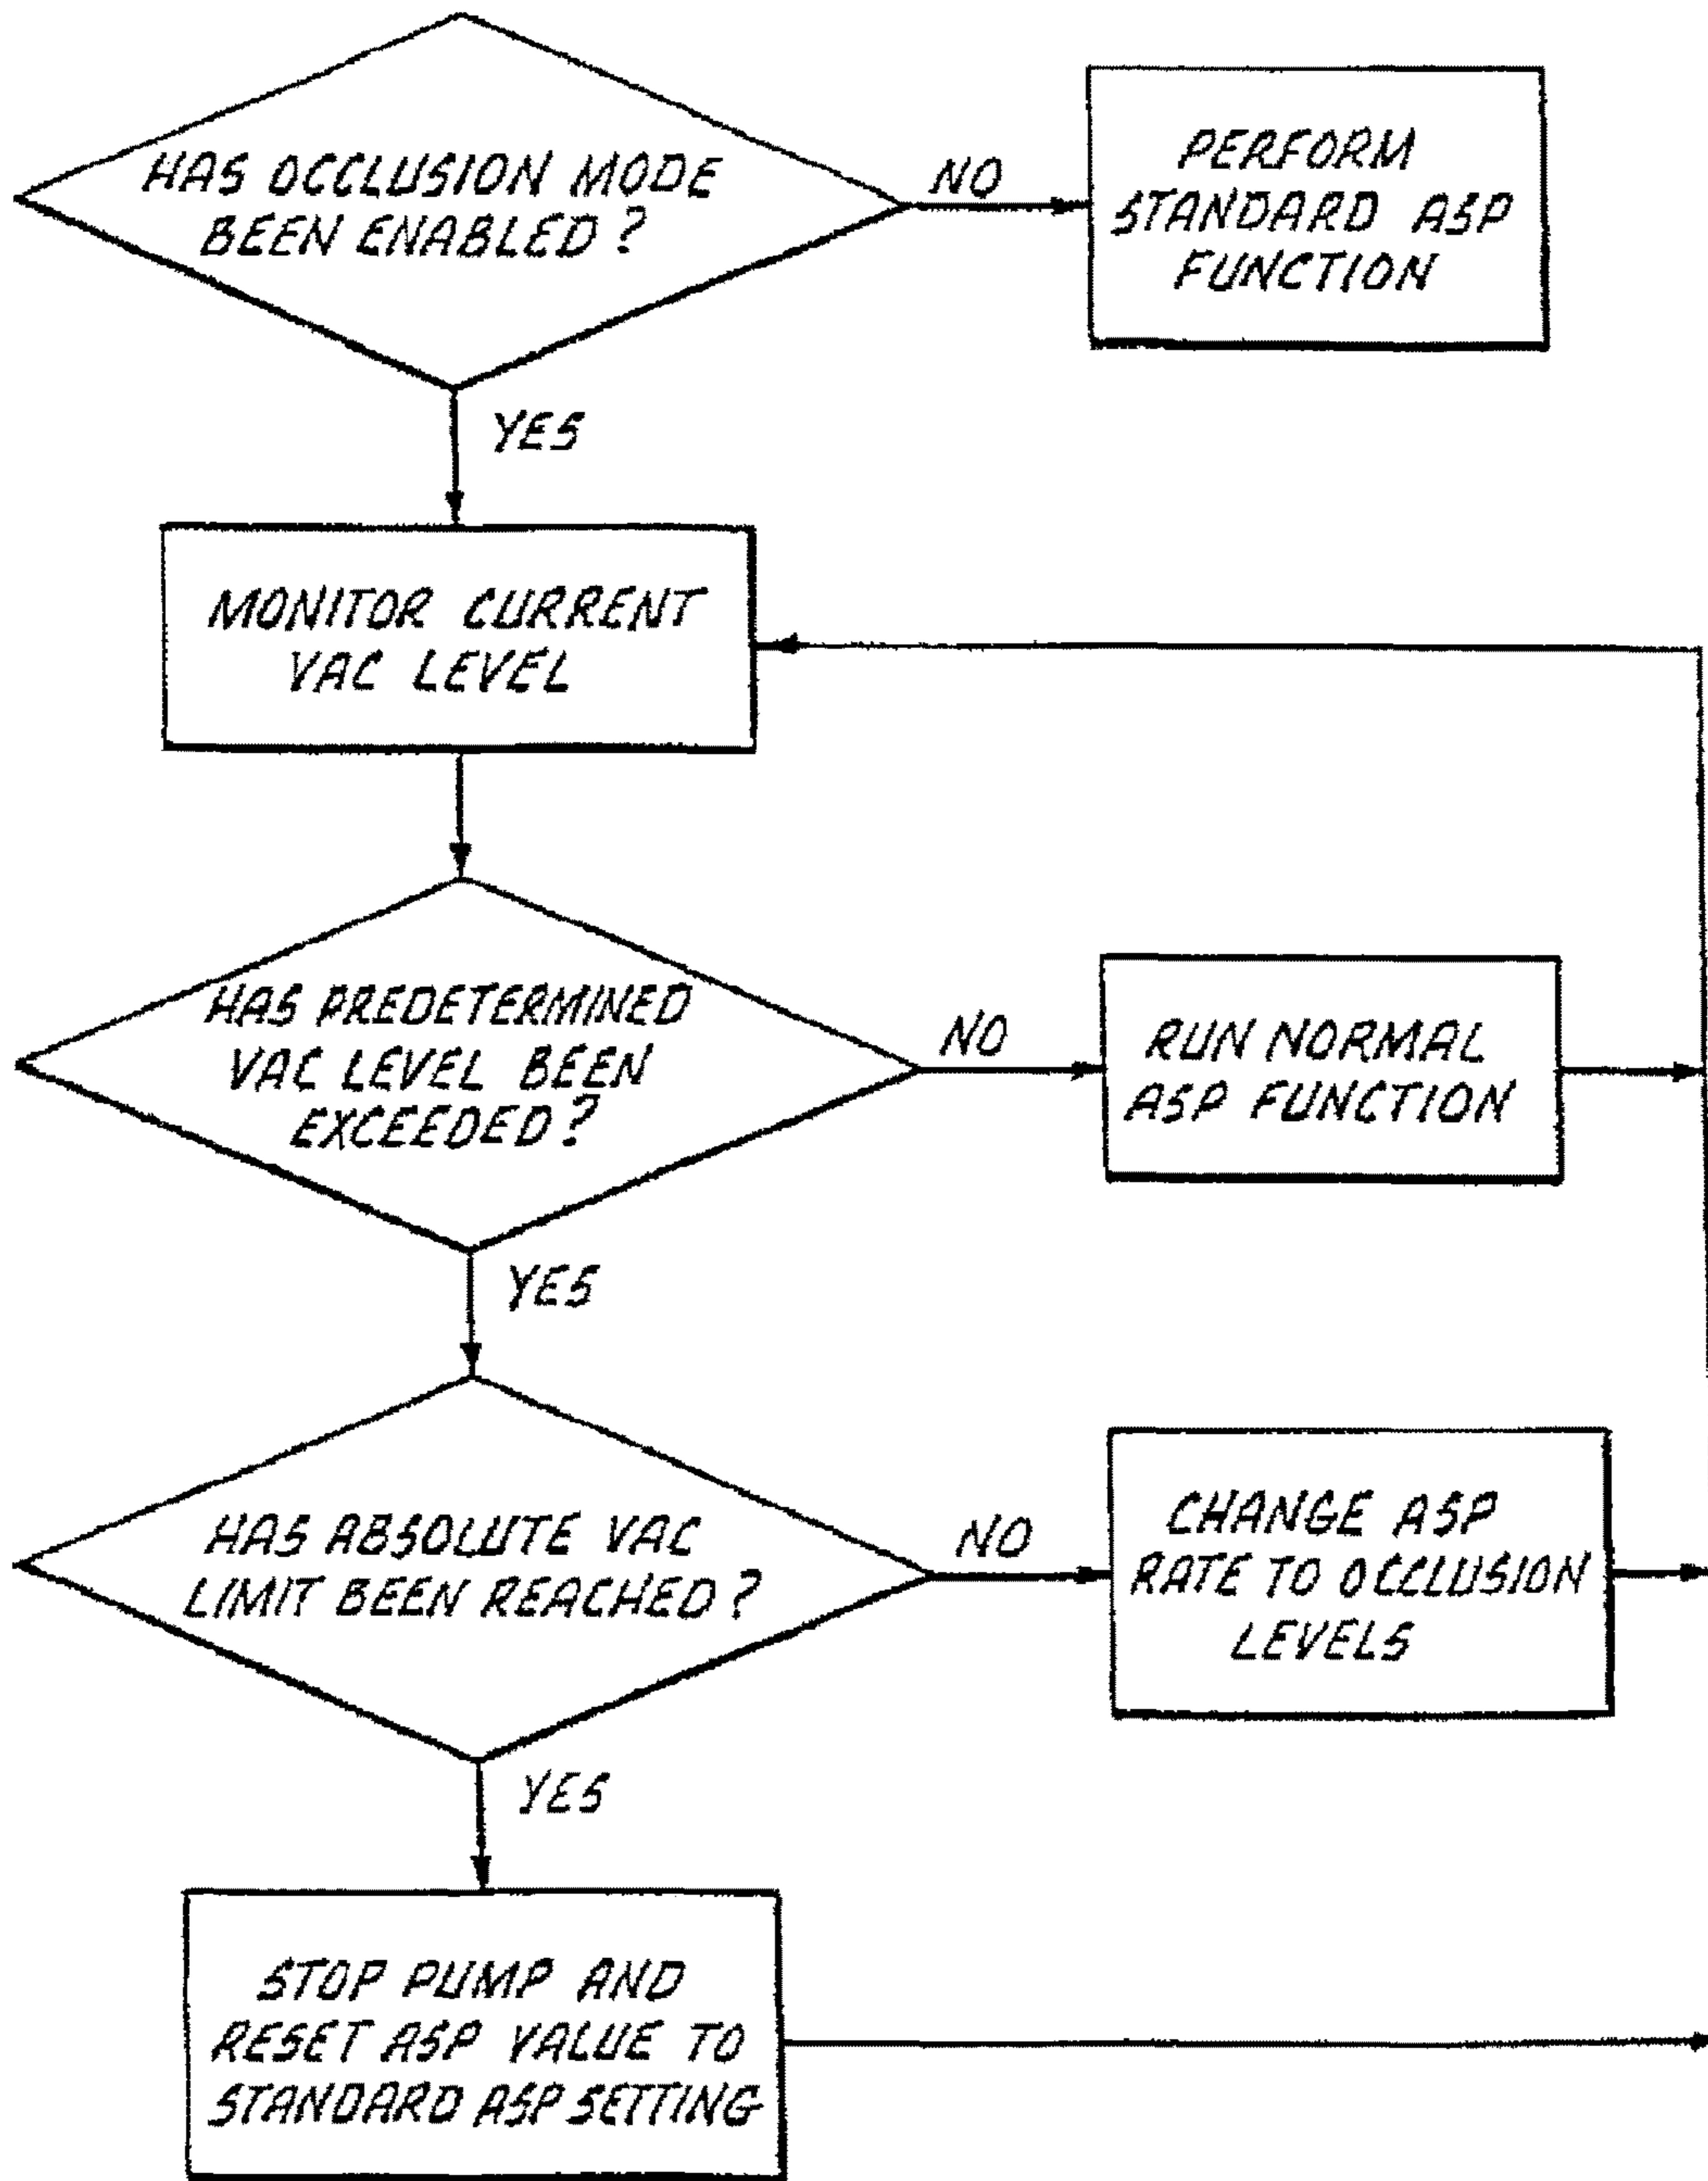 HAS OCCLUSION MODE
BEEN ENABLED?
NO
PERFORM
STANDARD ASP
FUNCTION
YES
MONITOR CURRENT
VAC LEVEL
HAS PREDETERMINED
VAC LEVEL BEEN
EXCEEDED?
NO
RUN NORMAL
ASP FUNCTION
YES
HAS ABSOLUTE VAC
LIMIT BEEN REACHED?
NO
CHANGE ASP
RATE TO OCCLUSION
LEVELS
YES
STOP PUMP AND
RESET ASP VALUE TO
STANDARD ASP SETTING